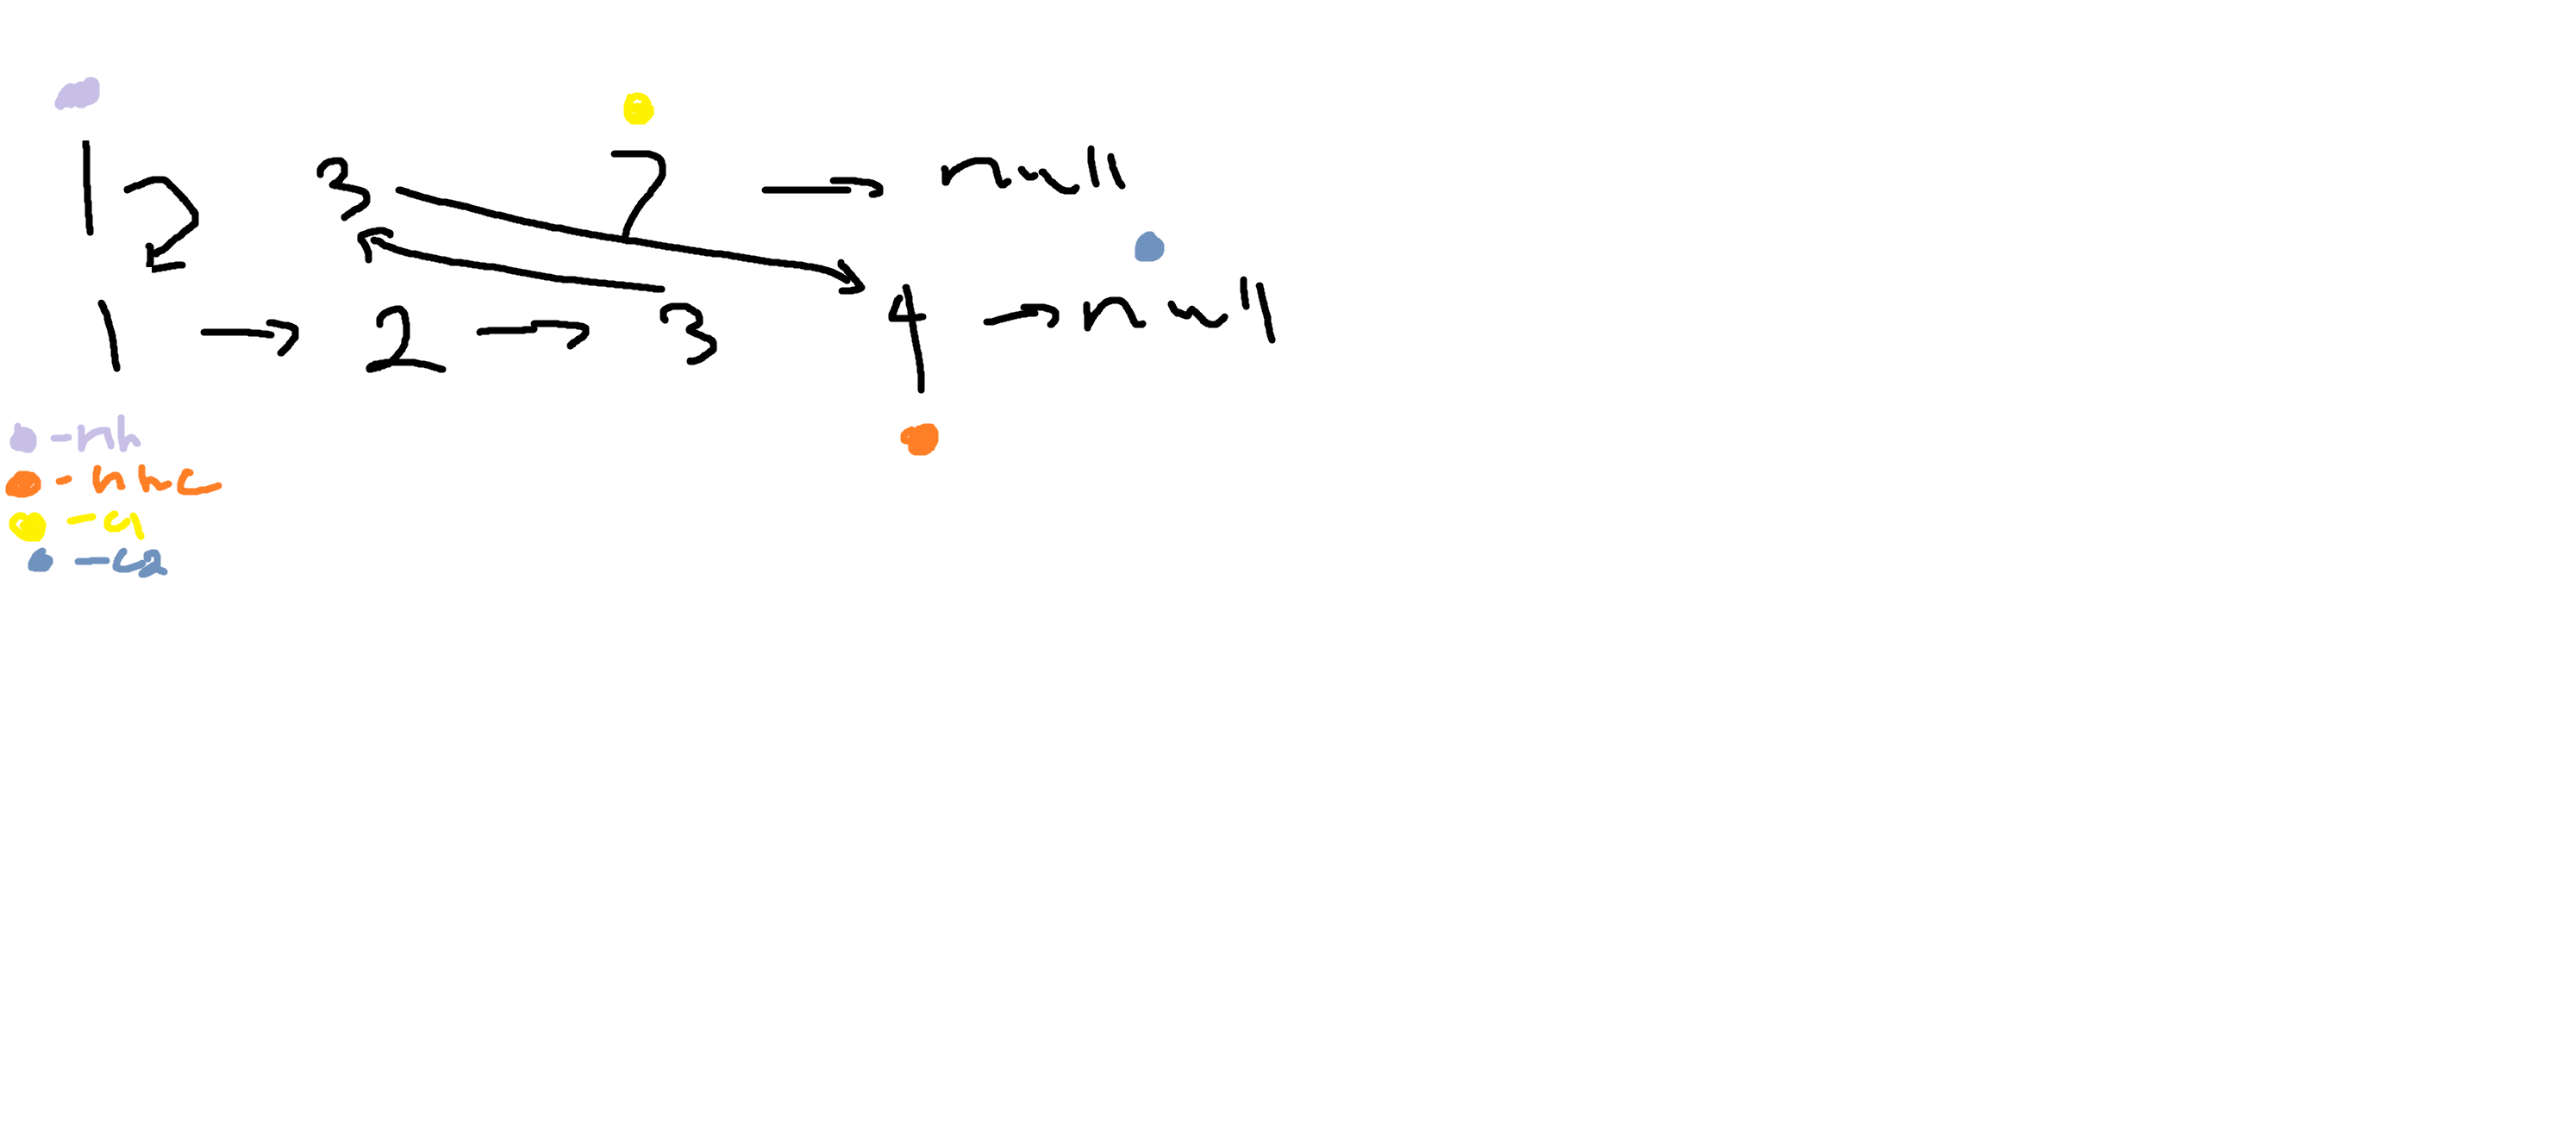 1 3 7 → null
1 → 2 → 3 4 → null
- nh
- nhc
- c1
- c2